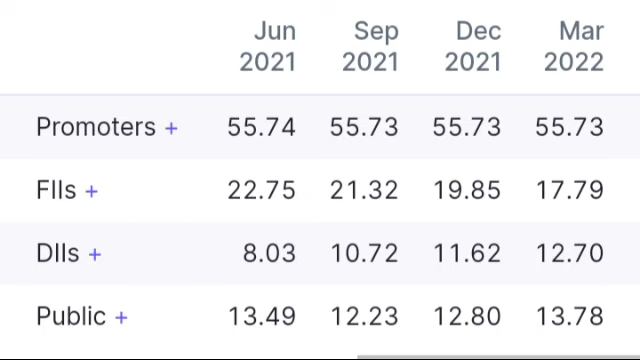 Jun Sep Dec Mar
2021 2021 2021 2022
Promoters + 55.74 55.73 55.73 55.73
FIIs + 22.75 21.32 19.85 17.79
DIIs + 8.03 10.72 11.62 12.70
Public + 13.49 12.23 12.80 13.78